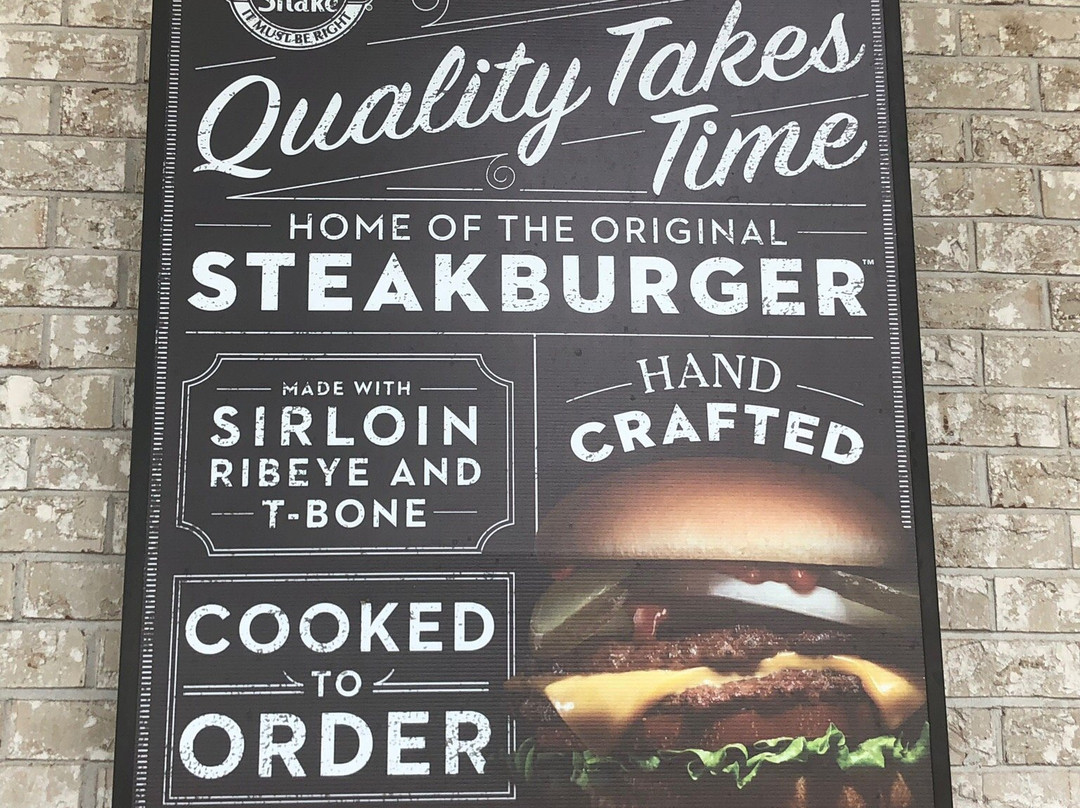 Shake
IT MUST BE RIGHT
Quality Takes
Time
HOME OF THE ORIGINAL
STEAKBURGER™
MADE WITH
SIRLOIN
RIBEYE AND
T-BONE
HAND
CRAFTED
COOKED
TO
ORDER